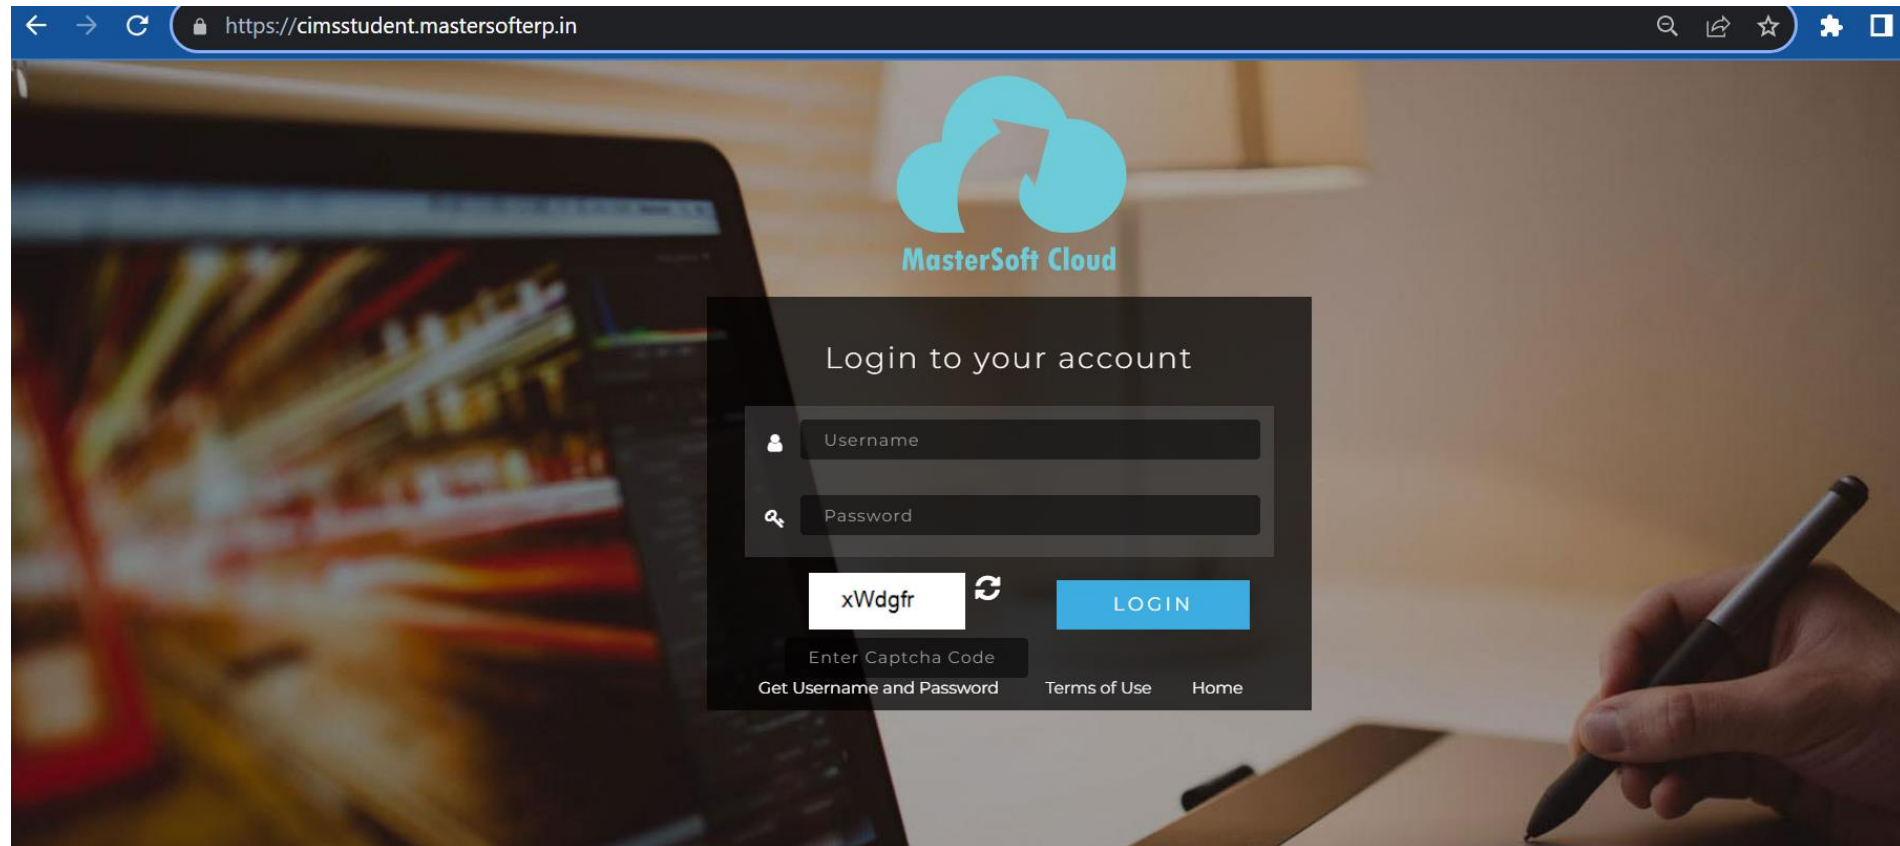 https://cimsstudent.mastersofterp.in
MasterSoft Cloud
Login to your account
Username
Password
xWdgfr
LOGIN
Enter Captcha Code
Get Username and Password Terms of Use Home